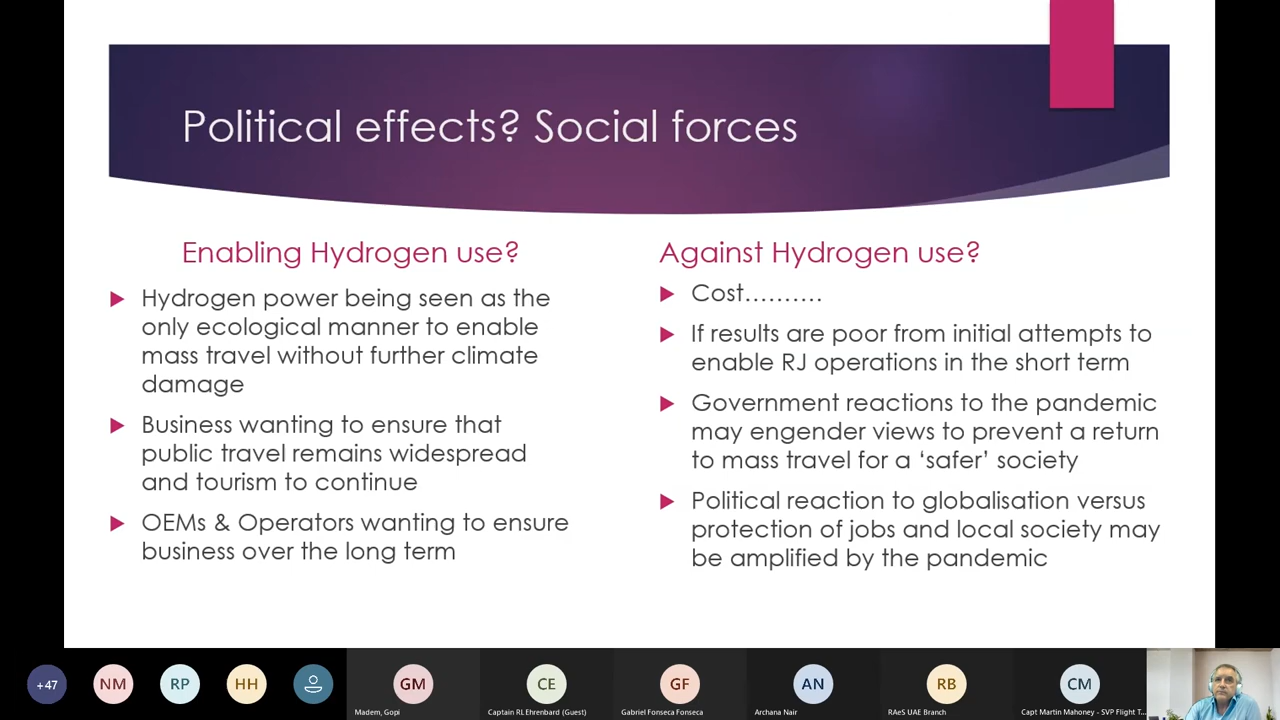 Political effects? Social forces
Enabling Hydrogen use?
Hydrogen power being seen as the
only ecological manner to enable
mass travel without further climate
damage
Business wanting to ensure that
public travel remains widespread
and tourism to continue
OEMs & Operators wanting to ensure
business over the long term
Against Hydrogen use?
Cost..........
If results are poor from initial attempts to
enable RJ operations in the short term
Government reactions to the pandemic
may engender views to prevent a return
to mass travel for a ‘safer’ society
Political reaction to globalisation versus
protection of jobs and local society may
be amplified by the pandemic
+47
NM
RP
HH
GM
CE
GF
AN
RB
CM
Madem, Gopi
Captain RL Ehrenbard (Guest)
Gabriel Fonseca Fonseca
Archana Nair
RAeS UAE Branch
Capt Martin Mahoney - SVP Flight T...